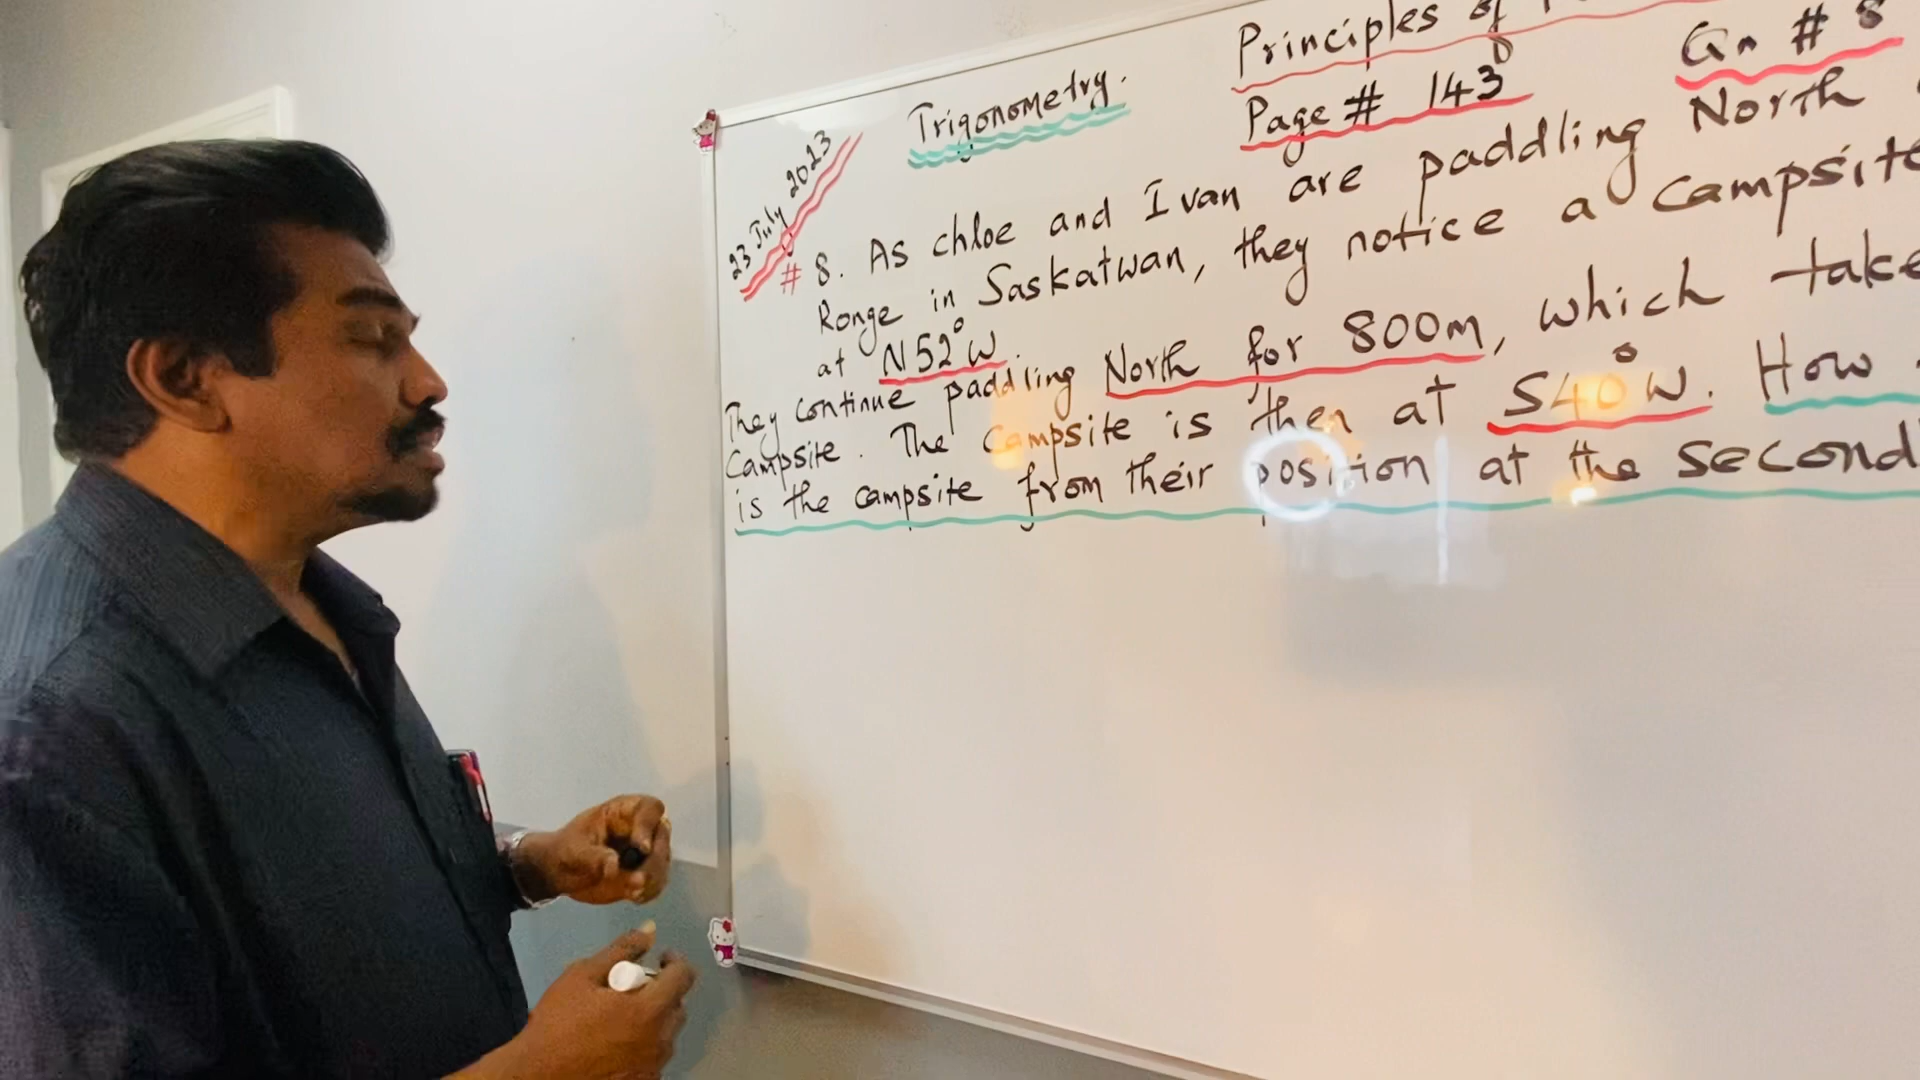 Trigonometry.
Principles of
Page # 143
Qn # 8
23 July 2023
# 8. As chloe and Ivan are paddling North
Ronge in Saskatwan, they notice a campsite
at N52°W.
They continue paddling North for 800m, which take
campsite. The campsite is then at S40°W. How
is the campsite from their position at the second